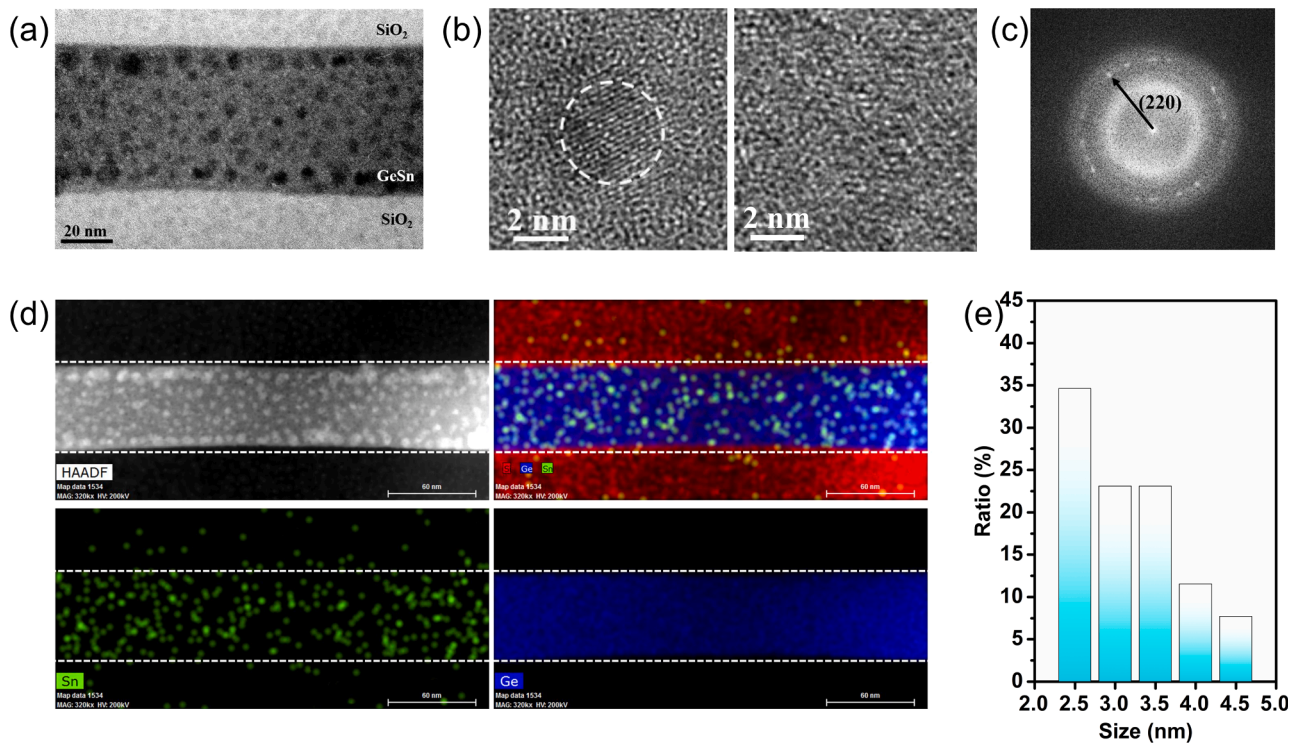 (a)
SiO2
GeSn
SiO2
20 nm
(b)
2 nm
2 nm
(c)
(220)
(d)
HAADF
Map data 1534
MAG: 320kx HV: 200kV
60 nm
Ge
Sn
Map data 1534
MAG: 320kx HV: 200kV
60 nm
Sn
Map data 1534
MAG: 320kx HV: 200kV
60 nm
Ge
Map data 1534
MAG: 320kx HV: 200kV
60 nm
(e)
45
40
35
30
25
20
15
10
5
0
Ratio (%)
2.0 2.5 3.0 3.5 4.0 4.5 5.0
Size (nm)